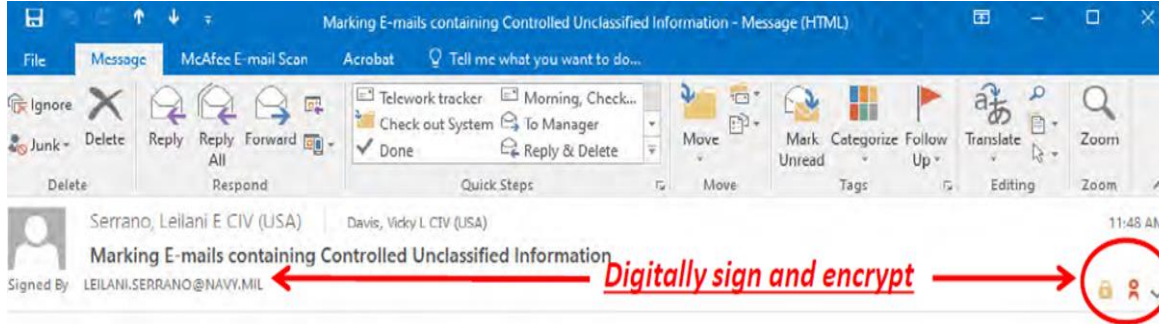 Marking E-mails containing Controlled Unclassified Information - Message (HTML)
File Message McAfee E-mail Scan Acrobat Tell me what you want to do...
Ignore
Junk
Delete
Reply
Reply All
Forward
Telework tracker
Check out System
Done
Morning, Check...
To Manager
Reply & Delete
Move
Mark Unread
Categorize
Follow Up
Translate
Zoom
Delete Respond Quick Steps Move Tags Editing Zoom
Serrano, Leilani E CIV (USA) Davis, Vicky L CTV (USA) 11:48 AM
Marking E-mails containing Controlled Unclassified Information
Signed By LEILANI.SERRANO@NAVY.MIL
Digitally sign and encrypt